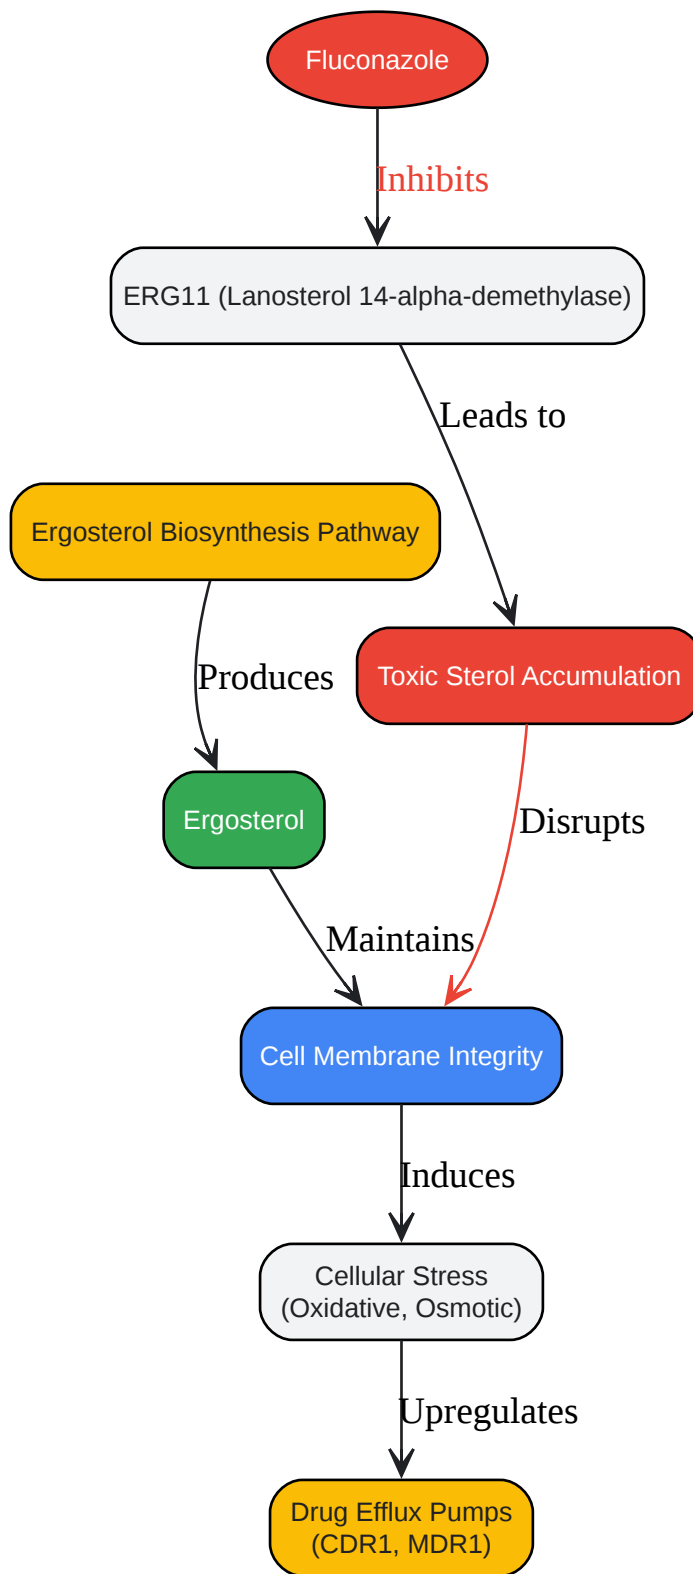 Fluconazole
Inhibits
ERG11 (Lanosterol 14-alpha-demethylase)
Leads to
Ergosterol Biosynthesis Pathway
Produces
Toxic Sterol Accumulation
Ergosterol
Disrupts
Maintains
Cell Membrane Integrity
Induces
Cellular Stress
(Oxidative, Osmotic)
Upregulates
Drug Efflux Pumps
(CDR1, MDR1)